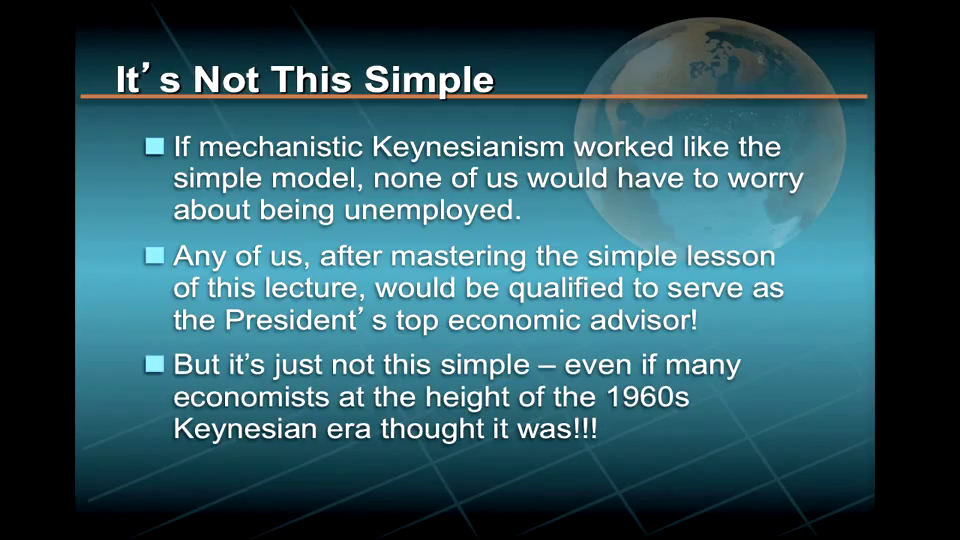 It’s Not This Simple
If mechanistic Keynesianism worked like the
simple model, none of us would have to worry
about being unemployed.
Any of us, after mastering the simple lesson
of this lecture, would be qualified to serve as
the President’s top economic advisor!
But it’s just not this simple – even if many
economists at the height of the 1960s
Keynesian era thought it was!!!